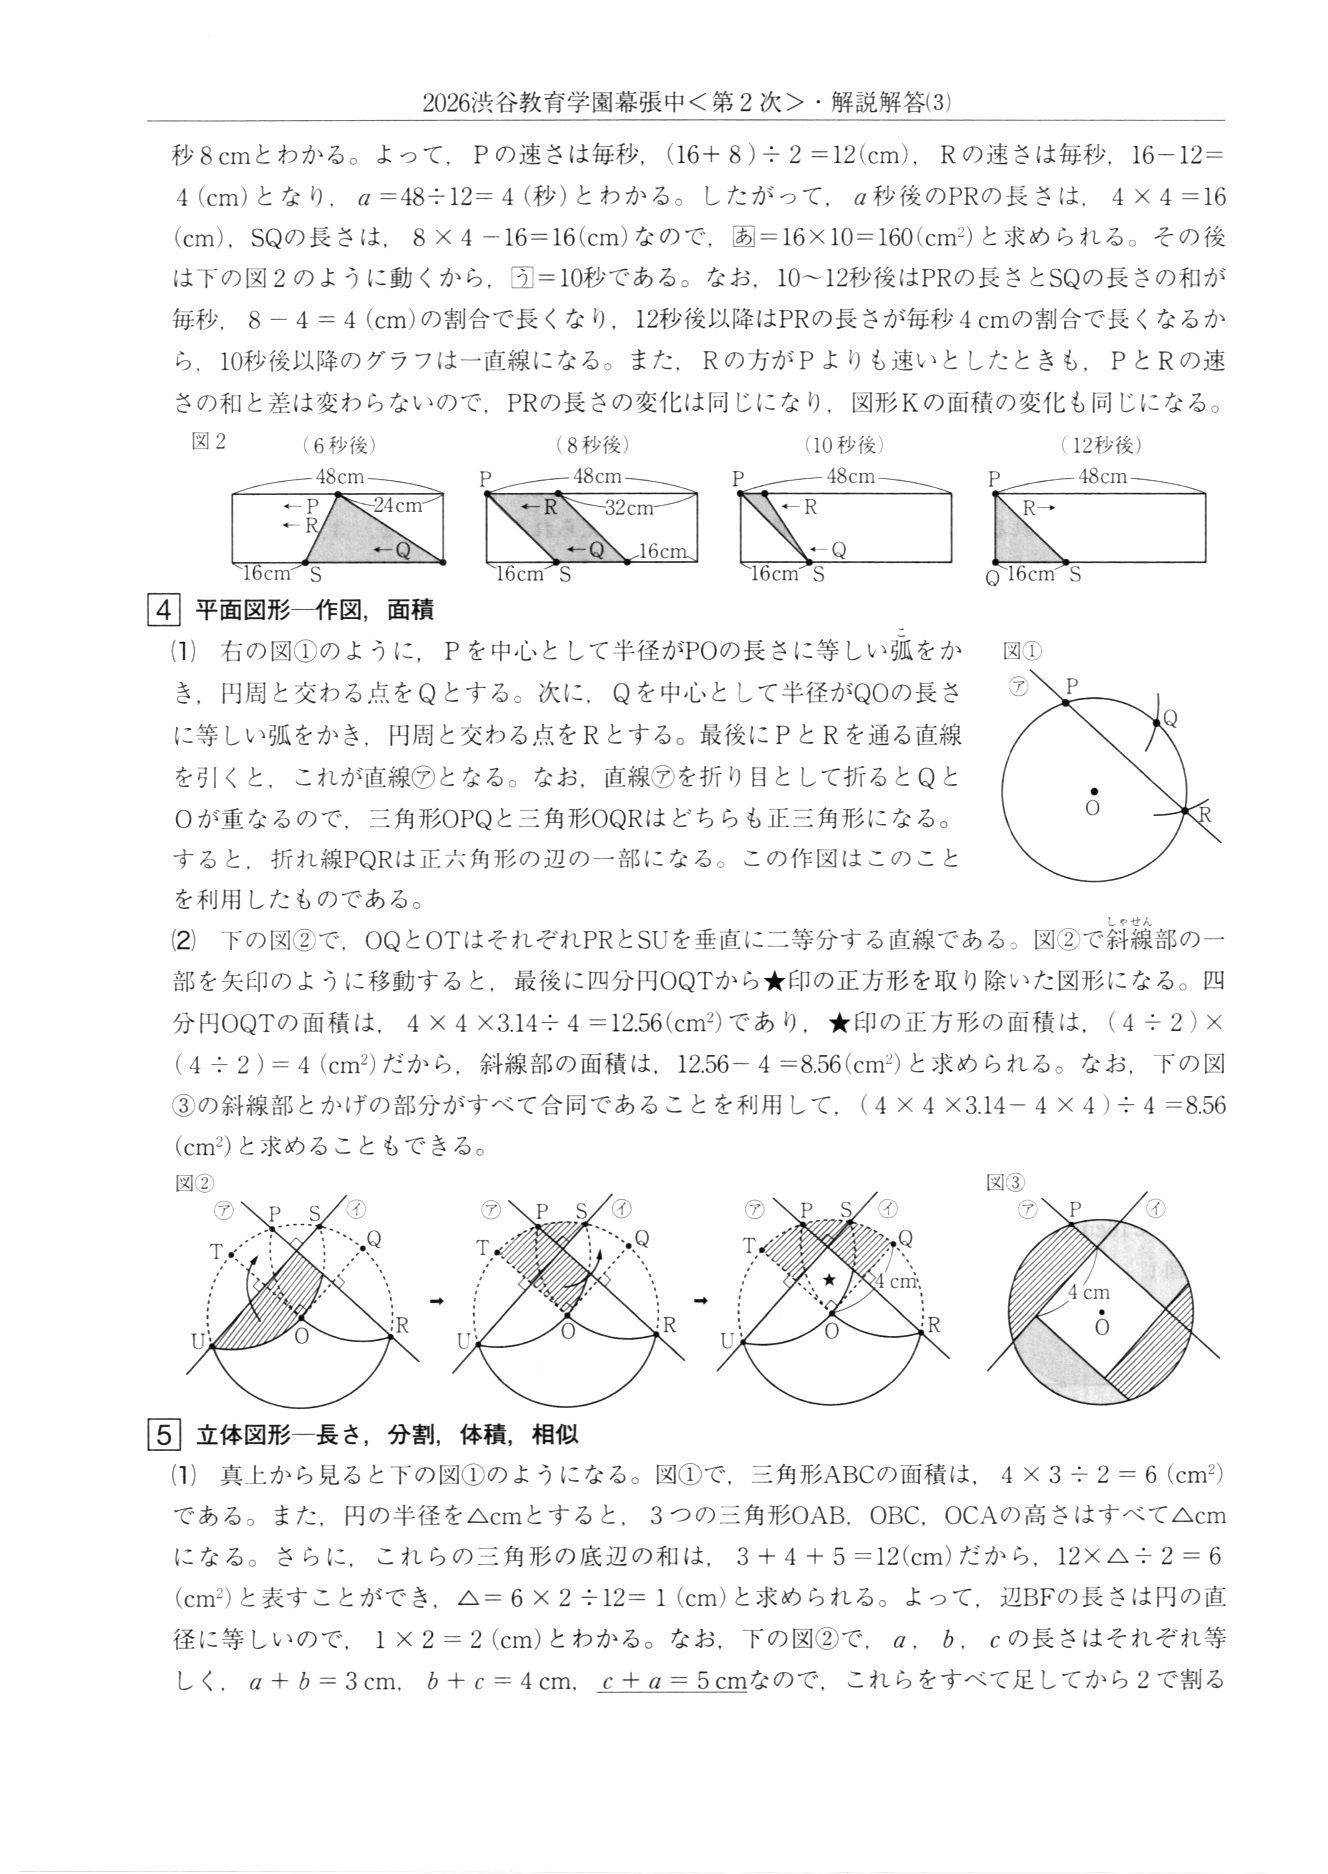 2026渋谷教育学園幕張中＜第２次＞・解説解答(3)
秒８cmとわかる。よって，Ｐの速さは毎秒，(16＋８)÷２＝12(cm)，Ｒの速さは毎秒，16－12＝
４(cm)となり，a＝48÷12＝４(秒)とわかる。したがって，a秒後のPRの長さは，４×４＝16
(cm)，SQの長さは，８×４－16＝16(cm)なので，あ＝16×10＝160(cm²)と求められる。その後
は下の図２のように動くから，う＝10秒である。なお，10～12秒後はPRの長さとSQの長さの和が
毎秒，８－４＝４(cm)の割合で長くなり，12秒後以降はPRの長さが毎秒４cmの割合で長くなるか
ら，10秒後以降のグラフは一直線になる。また，Ｒの方がＰよりも速いとしたときも，ＰとＲの速
さの和と差は変わらないので，PRの長さの変化は同じになり，図形Kの面積の変化も同じになる。
図２ (６秒後) (８秒後) (10秒後) (12秒後)
48cm P 48cm P 48cm P 48cm
←P 24cm ←R 32cm ←R R→
←R ←Q ←Q 16cm ←Q
16cm S 16cm S 16cm S Q 16cm S
4 平面図形―作図，面積
(1) 右の図①のように，Ｐを中心として半径がPOの長さに等しい弧をか
こ
き，円周と交わる点をＱとする。次に，Ｑを中心として半径がQOの長さ
に等しい弧をかき，円周と交わる点をＲとする。最後にＰとＲを通る直線
を引くと，これが直線㋐となる。なお，直線㋐を折り目として折るとＱと
Ｏが重なるので，三角形OPQと三角形OQRはどちらも正三角形になる。
すると，折れ線PQRは正六角形の辺の一部になる。この作図はこのこと
を利用したものである。
図①
㋐ P
Q
O R
しゃせん
(2) 下の図②で，OQとOTはそれぞれPRとSUを垂直に二等分する直線である。図②で斜線部の一
部を矢印のように移動すると，最後に四分円OQTから★印の正方形を取り除いた図形になる。四
分円OQTの面積は，４×４×3.14÷４＝12.56(cm²)であり，★印の正方形の面積は，(４÷２)×
(４÷２)＝４(cm²)だから，斜線部の面積は，12.56－４＝8.56(cm²)と求められる。なお，下の図
③の斜線部とかげの部分がすべて合同であることを利用して，(４×４×3.14－４×４)÷４＝8.56
(cm²)と求めることもできる。
図② 図③
㋐ P S ㋑ ㋐ P S ㋑ ㋐ P S ㋑ ㋐ P ㋑
T Q T Q T Q
★ 4cm 4cm
U O R → U O R → U O R O
5 立体図形―長さ，分割，体積，相似
(1) 真上から見ると下の図①のようになる。図①で，三角形ABCの面積は，４×３÷２＝６(cm²)
である。また，円の半径を△cmとすると，３つの三角形OAB，OBC，OCAの高さはすべて△cm
になる。さらに，これらの三角形の底辺の和は，３＋４＋５＝12(cm)だから，12×△÷２＝６
(cm²)と表すことができ，△＝６×２÷12＝１(cm)と求められる。よって，辺BFの長さは円の直
径に等しいので，１×２＝２(cm)とわかる。なお，下の図②で，a，b，cの長さはそれぞれ等
しく，a＋b＝３cm，b＋c＝４cm，c＋a＝５cmなので，これらをすべて足してから２で割る